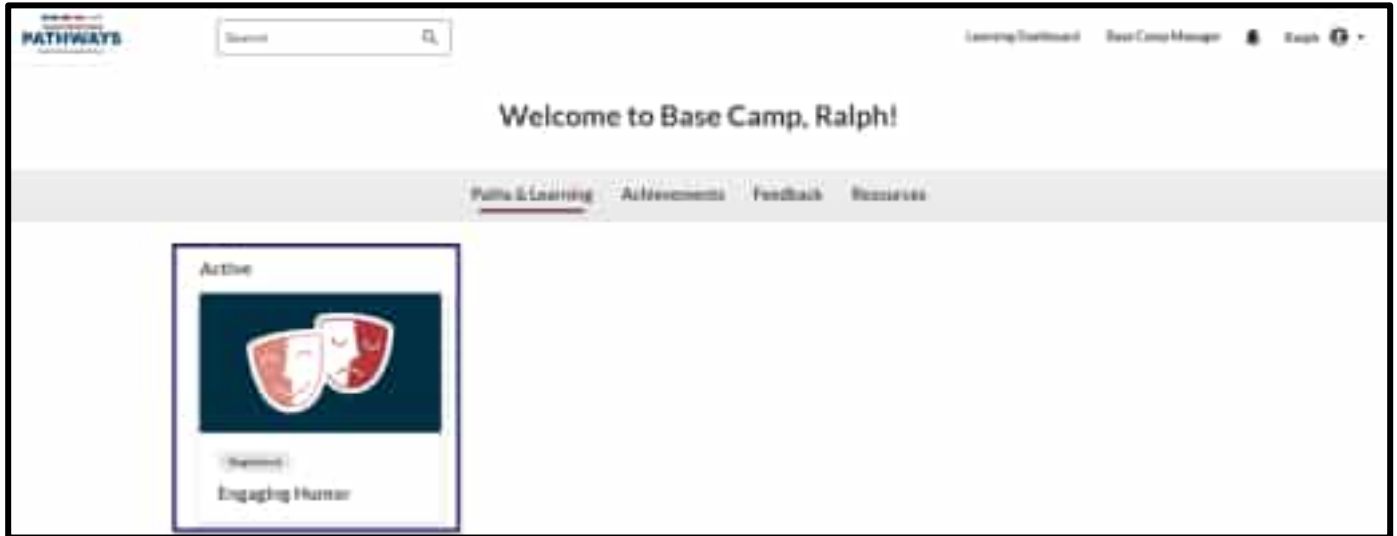 PATHWAYS
Search
Learning Dashboard
Base Camp Manager
Ralph
Welcome to Base Camp, Ralph!
Paths & Learning
Achievements
Feedback
Resources
Active
Engaging Humor